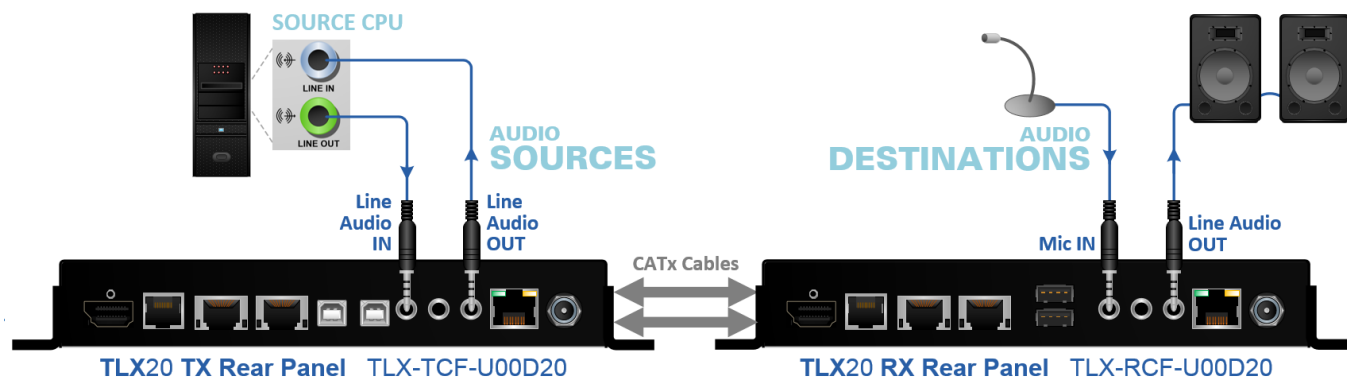 SOURCE CPU
LINE IN
LINE OUT
AUDIO
SOURCES
Line
Audio
IN
Line
Audio
OUT
AUDIO
DESTINATIONS
Mic IN
Line Audio
OUT
CATx Cables
TLX20 TX Rear Panel TLX-TCF-U00D20
TLX20 RX Rear Panel TLX-RCF-U00D20